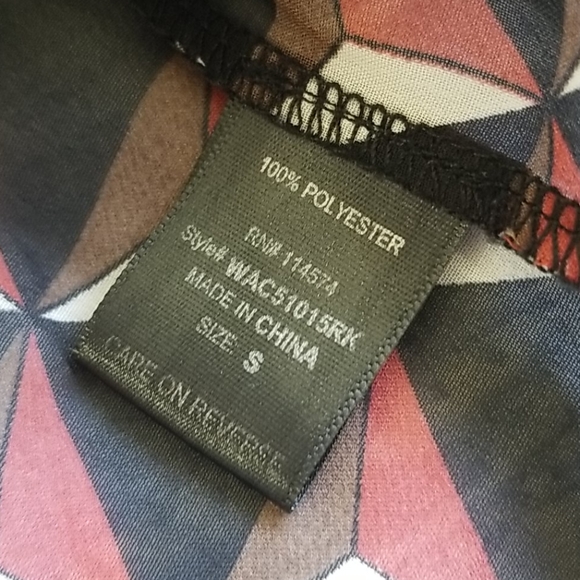 100% POLYESTER
RN# 114574
Style# WAC51015RK
MADE IN CHINA
SIZE: S
CARE ON REVERSE